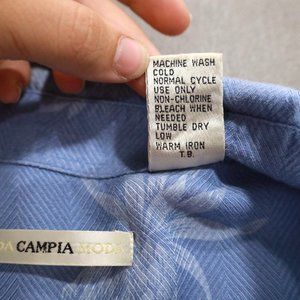 MACHINE WASH
COLD
NORMAL CYCLE
USE ONLY
NON-CHLORINE
BLEACH WHEN
NEEDED
TUMBLE DRY
LOW
WARM IRON
T.B.
DA CAMPIA MODA